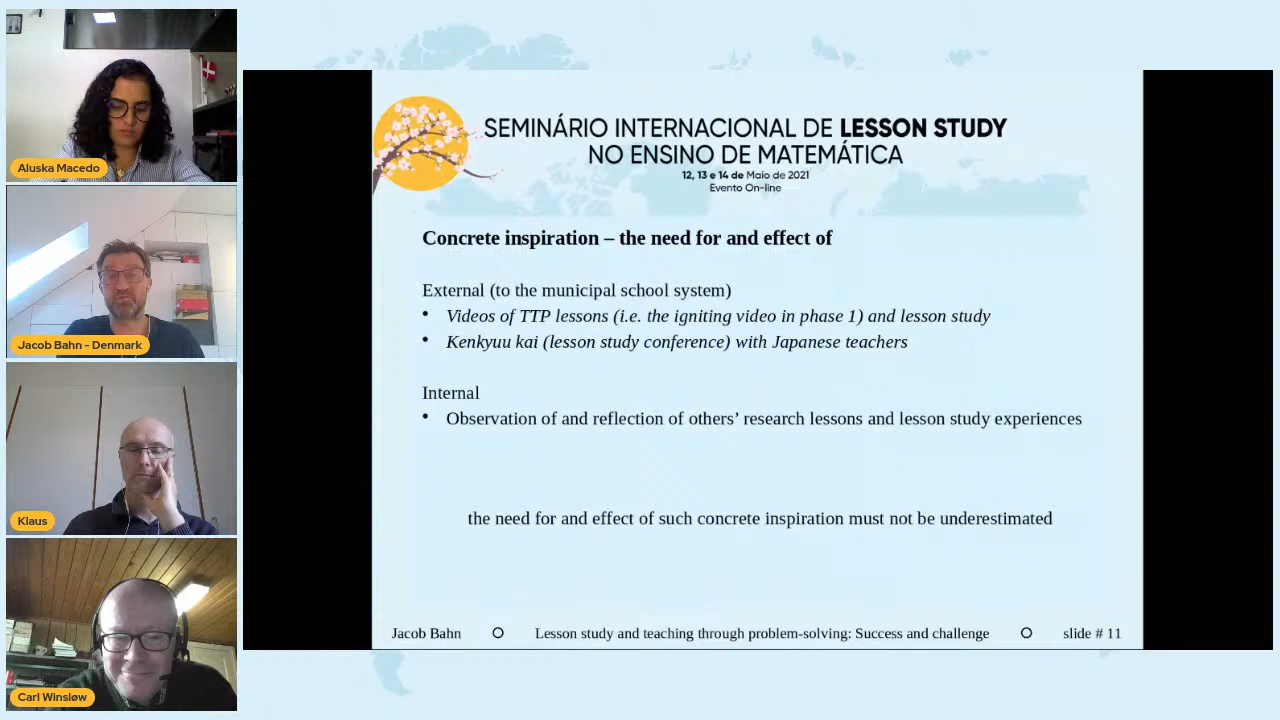 Aluska Macedo
Jacob Bahn - Denmark
Klaus
Carl Winsløw
SEMINÁRIO INTERNACIONAL DE LESSON STUDY
NO ENSINO DE MATEMÁTICA
12, 13 e 14 de Maio de 2021
Evento On-line
Concrete inspiration – the need for and effect of
External (to the municipal school system)
• Videos of TTP lessons (i.e. the igniting video in phase 1) and lesson study
• Kenkyuu kai (lesson study conference) with Japanese teachers
Internal
• Observation of and reflection of others’ research lessons and lesson study experiences
the need for and effect of such concrete inspiration must not be underestimated
Jacob Bahn O Lesson study and teaching through problem-solving: Success and challenge O slide # 11